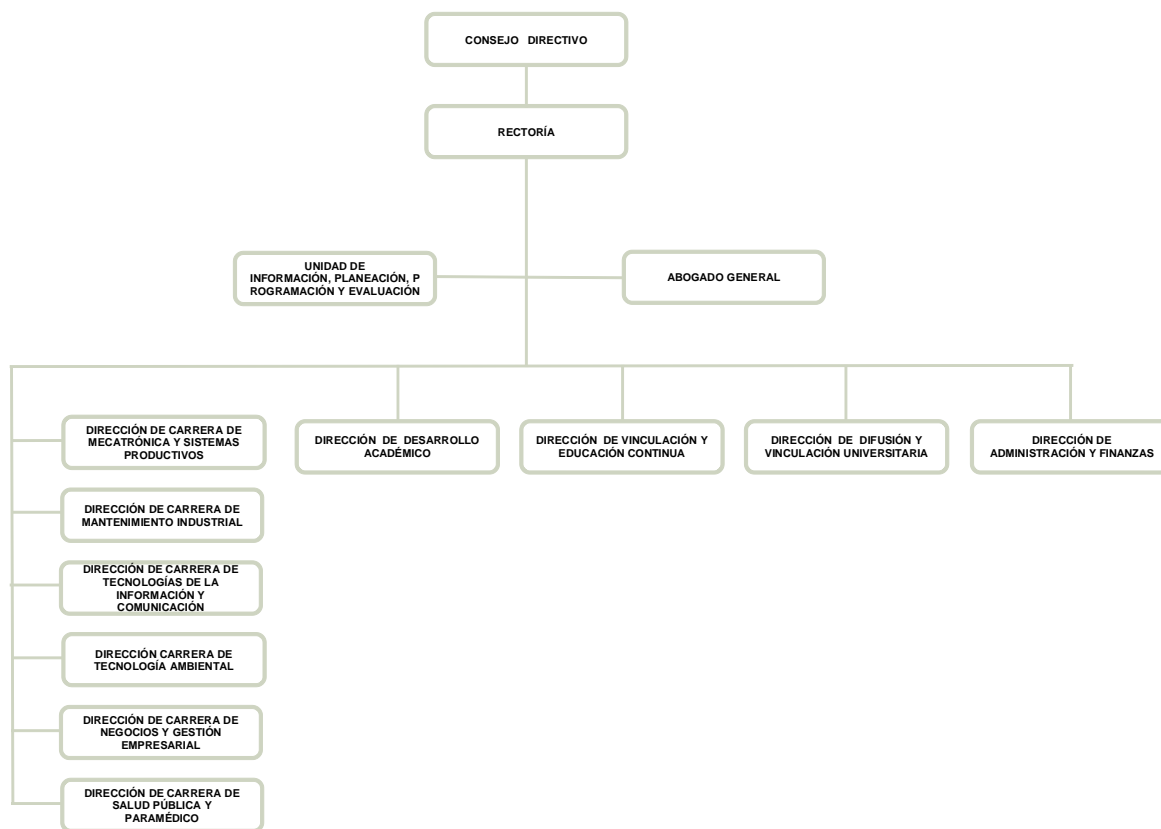 CONSEJO DIRECTIVO
RECTORÍA
UNIDAD DE
INFORMACIÓN, PLANEACIÓN, P
ROGRAMACIÓN Y EVALUACIÓN
ABOGADO GENERAL
DIRECCIÓN DE CARRERA DE
MECATRÓNICA Y SISTEMAS
PRODUCTIVOS
DIRECCIÓN DE DESARROLLO
ACADÉMICO
DIRECCIÓN DE VINCULACIÓN Y
EDUCACIÓN CONTINUA
DIRECCIÓN DE DIFUSIÓN Y
VINCULACIÓN UNIVERSITARIA
DIRECCIÓN DE
ADMINISTRACIÓN Y FINANZAS
DIRECCIÓN DE CARRERA DE
MANTENIMIENTO INDUSTRIAL
DIRECCIÓN DE CARRERA DE
TECNOLOGÍAS DE LA
INFORMACIÓN Y
COMUNICACIÓN
DIRECCIÓN CARRERA DE
TECNOLOGÍA AMBIENTAL
DIRECCIÓN DE CARRERA DE
NEGOCIOS Y GESTIÓN
EMPRESARIAL
DIRECCIÓN DE CARRERA DE
SALUD PÚBLICA Y
PARAMÉDICO